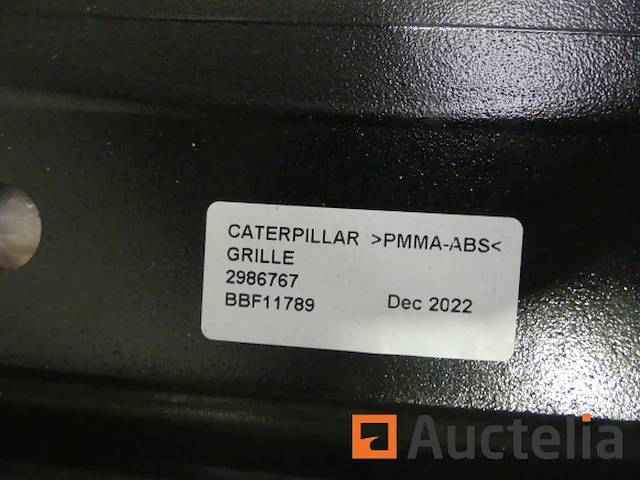 CATERPILLAR >PMMA-ABS<
GRILLE
2986767
BBF11789 Dec 2022
Auctelia